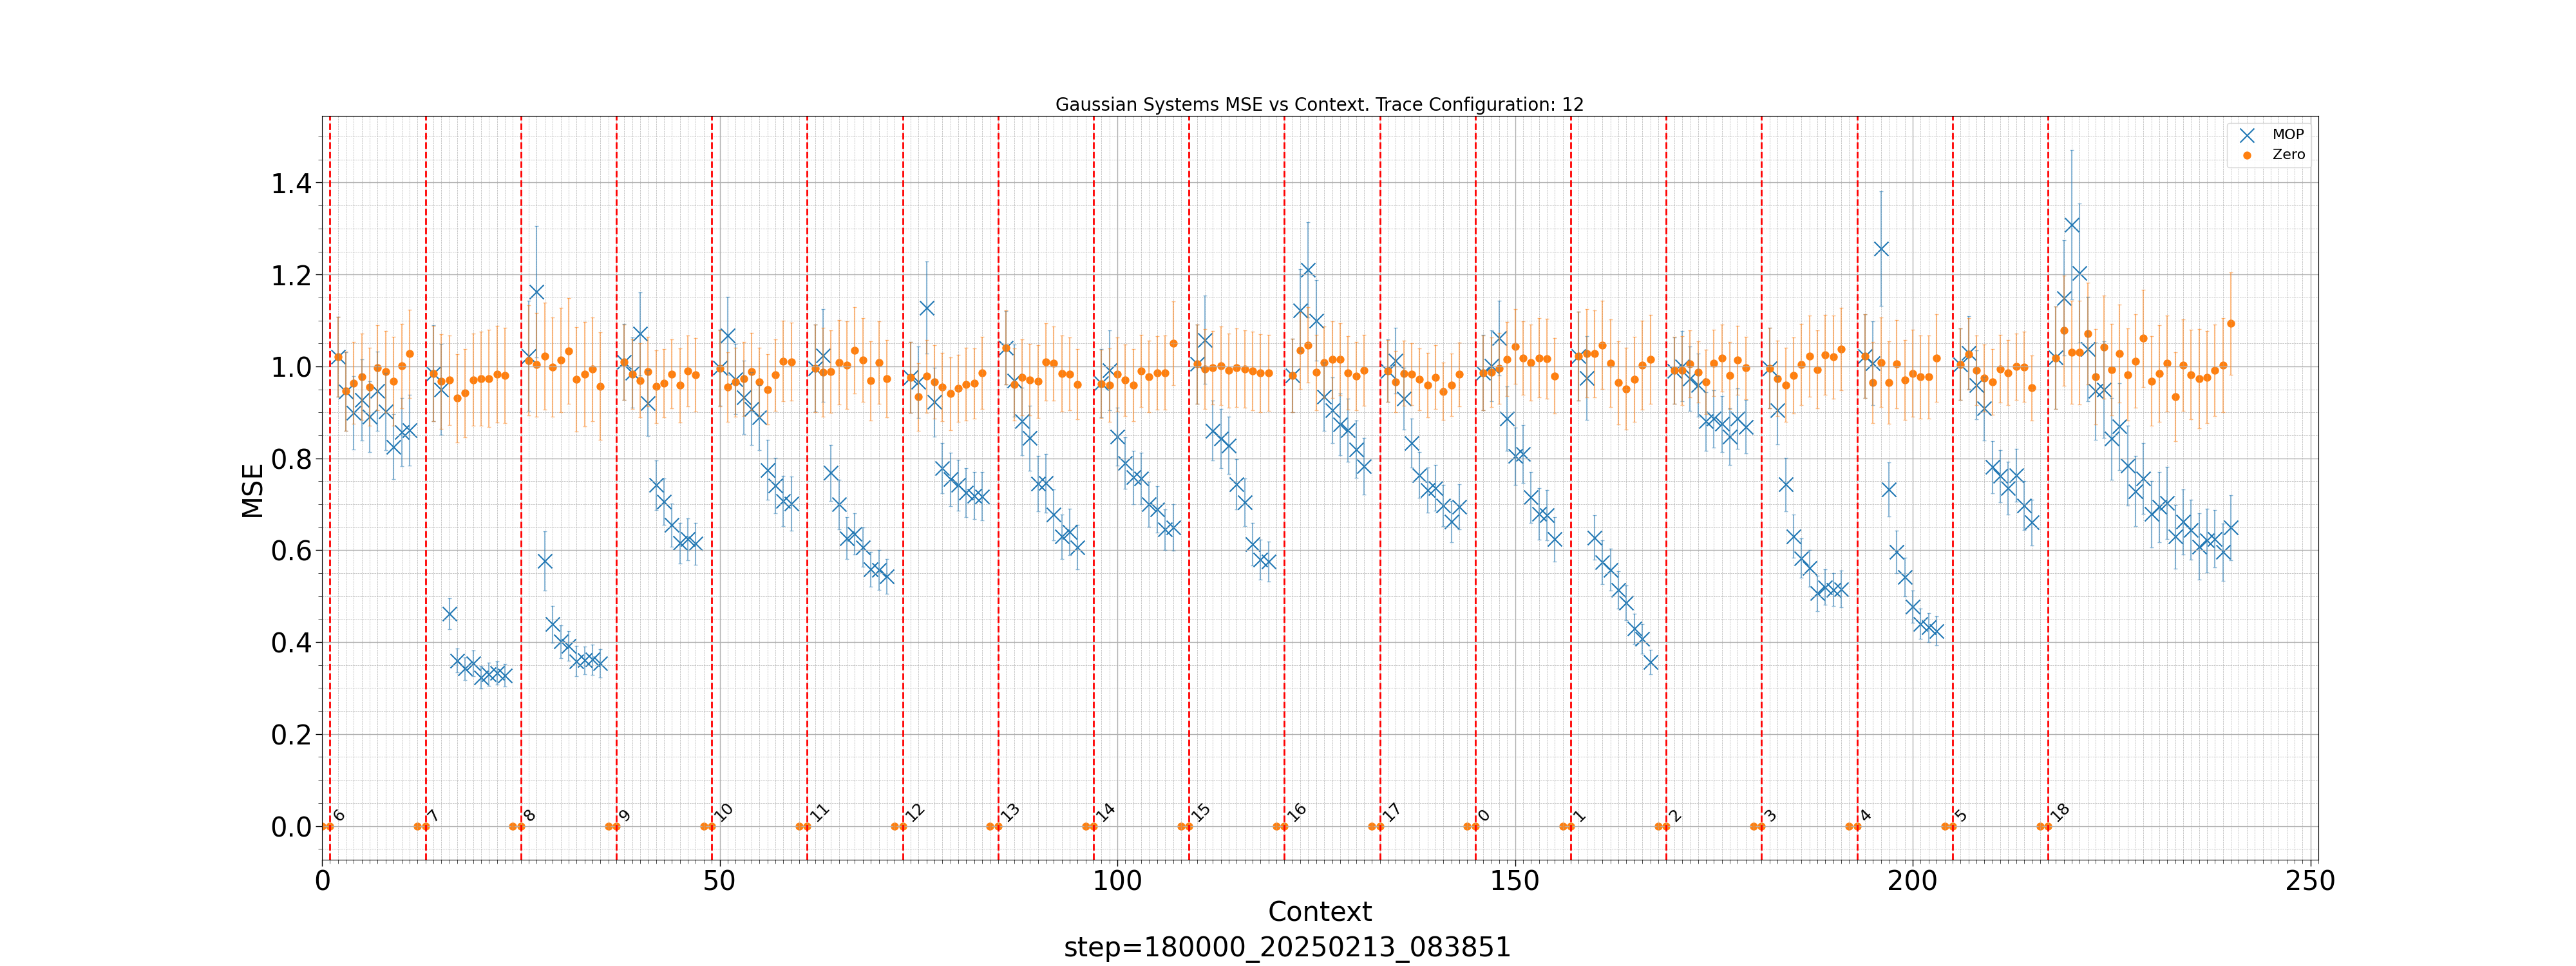 Gaussian Systems MSE vs Context. Trace Configuration: 12
MOP
Zero
1.4
1.2
1.0
0.8
0.6
0.4
0.2
0.0
MSE
6 7 8 9 10 11 12 13 14 15 16 17 0 1 2 3 4 5 18
0 50 100 150 200 250
Context
step=180000_20250213_083851